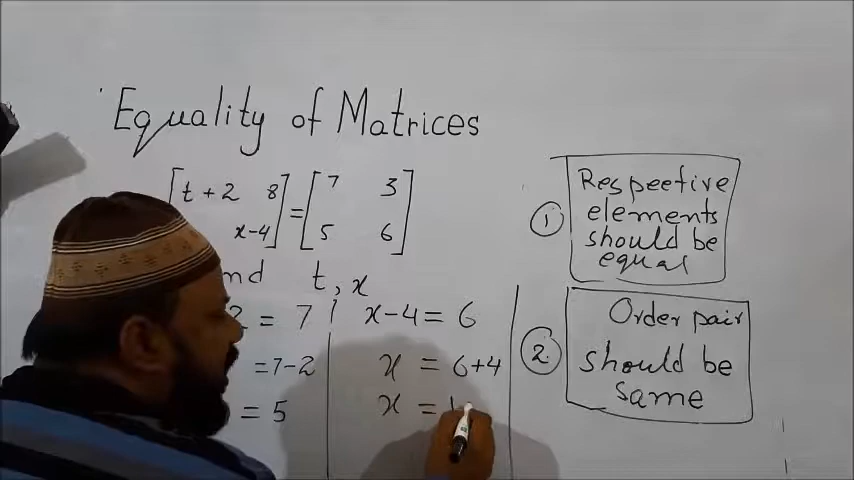 Equality of Matrices
[t + 2 8] = [7 3]
[x-4] [5 6]
nd t, x
2 = 7
= 7-2
= 5
x-4 = 6
x = 6+4
x =
1
Respective
elements
should be
equal
2
Order pair
should be
same